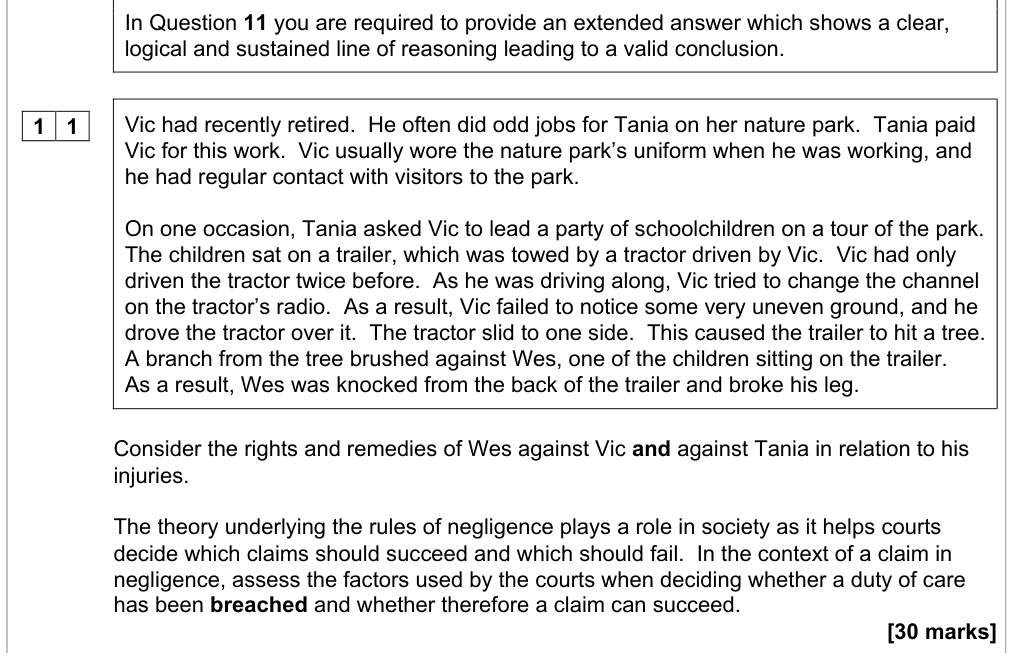 In Question 11 you are required to provide an extended answer which shows a clear,
logical and sustained line of reasoning leading to a valid conclusion.
1 1
Vic had recently retired.  He often did odd jobs for Tania on her nature park.  Tania paid
Vic for this work.  Vic usually wore the nature park's uniform when he was working, and
he had regular contact with visitors to the park.
On one occasion, Tania asked Vic to lead a party of schoolchildren on a tour of the park.
The children sat on a trailer, which was towed by a tractor driven by Vic.  Vic had only
driven the tractor twice before.  As he was driving along, Vic tried to change the channel
on the tractor's radio.  As a result, Vic failed to notice some very uneven ground, and he
drove the tractor over it.  The tractor slid to one side.  This caused the trailer to hit a tree.
A branch from the tree brushed against Wes, one of the children sitting on the trailer.
As a result, Wes was knocked from the back of the trailer and broke his leg.
Consider the rights and remedies of Wes against Vic and against Tania in relation to his
injuries.
The theory underlying the rules of negligence plays a role in society as it helps courts
decide which claims should succeed and which should fail.  In the context of a claim in
negligence, assess the factors used by the courts when deciding whether a duty of care
has been breached and whether therefore a claim can succeed.
[30 marks]